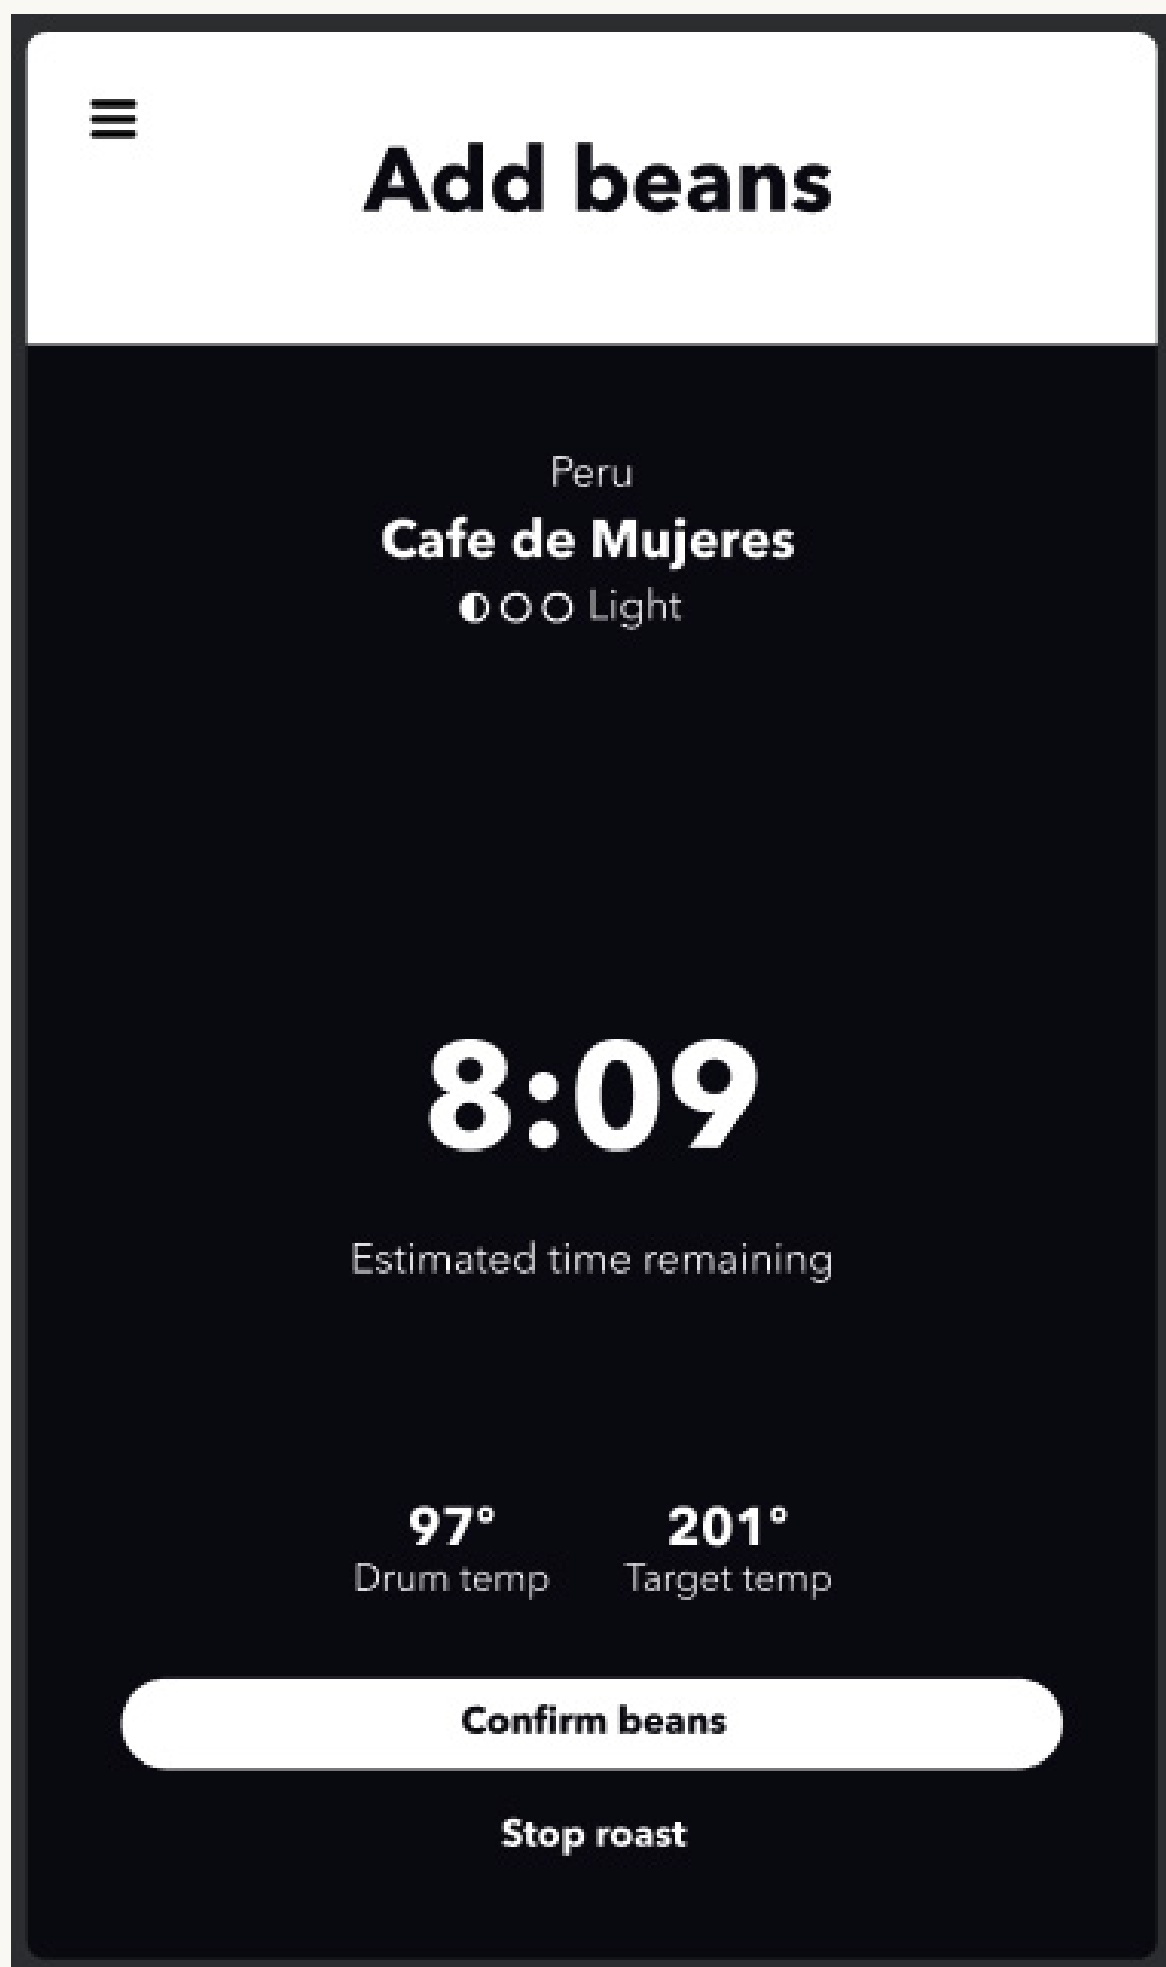 Add beans
Peru
Cafe de Mujeres
Light
8:09
Estimated time remaining
97° 201°
Drum temp Target temp
Confirm beans
Stop roast